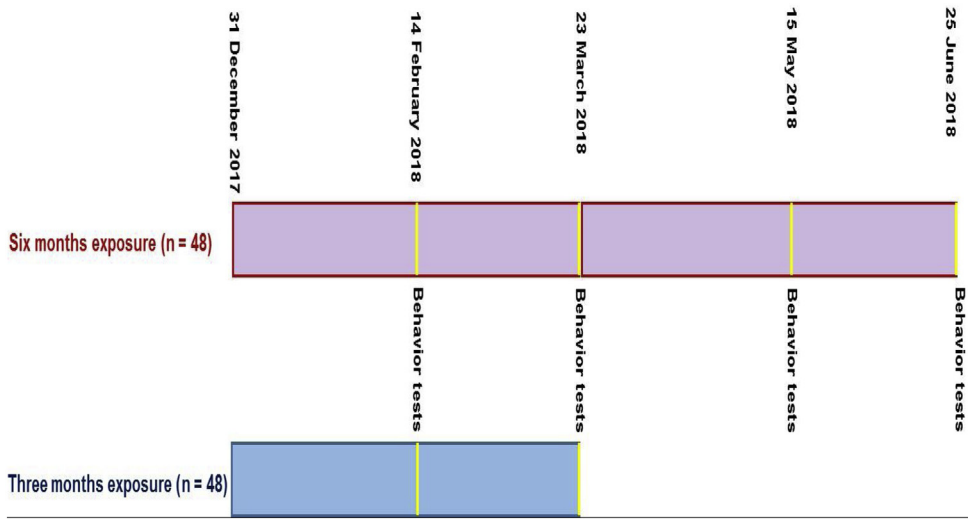 31 December 2017
14 February 2018
23 March 2018
15 May 2018
25 June 2018
Six months exposure (n = 48)
Behavior tests
Behavior tests
Behavior tests
Behavior tests
Three months exposure (n = 48)